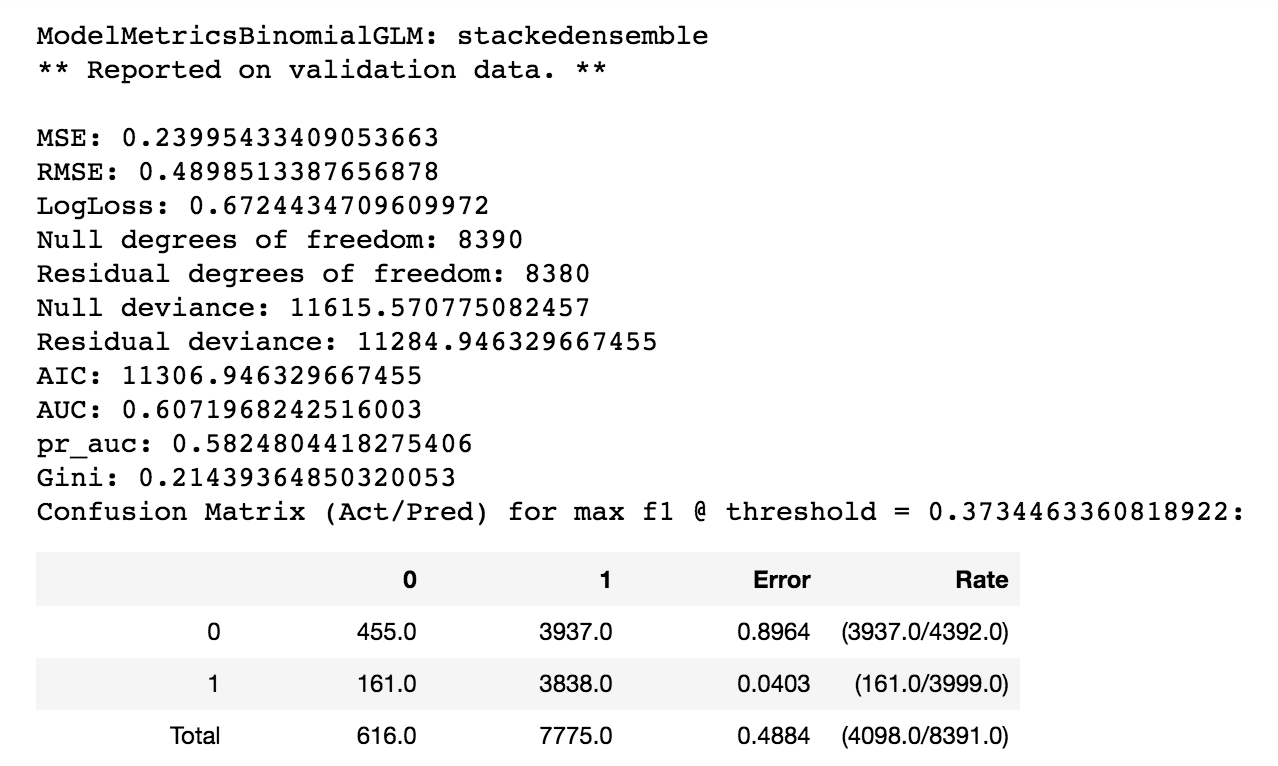 ModelMetricsBinomialGLM: stackedensemble
** Reported on validation data. **
MSE: 0.23995433409053663
RMSE: 0.4898513387656878
LogLoss: 0.6724434709609972
Null degrees of freedom: 8390
Residual degrees of freedom: 8380
Null deviance: 11615.570775082457
Residual deviance: 11284.946329667455
AIC: 11306.946329667455
AUC: 0.6071968242516003
pr_auc: 0.5824804418275406
Gini: 0.21439364850320053
Confusion Matrix (Act/Pred) for max f1 @ threshold = 0.3734463360818922:
0 1 Error Rate
0 455.0 3937.0 0.8964 (3937.0/4392.0)
1 161.0 3838.0 0.0403 (161.0/3999.0)
Total 616.0 7775.0 0.4884 (4098.0/8391.0)